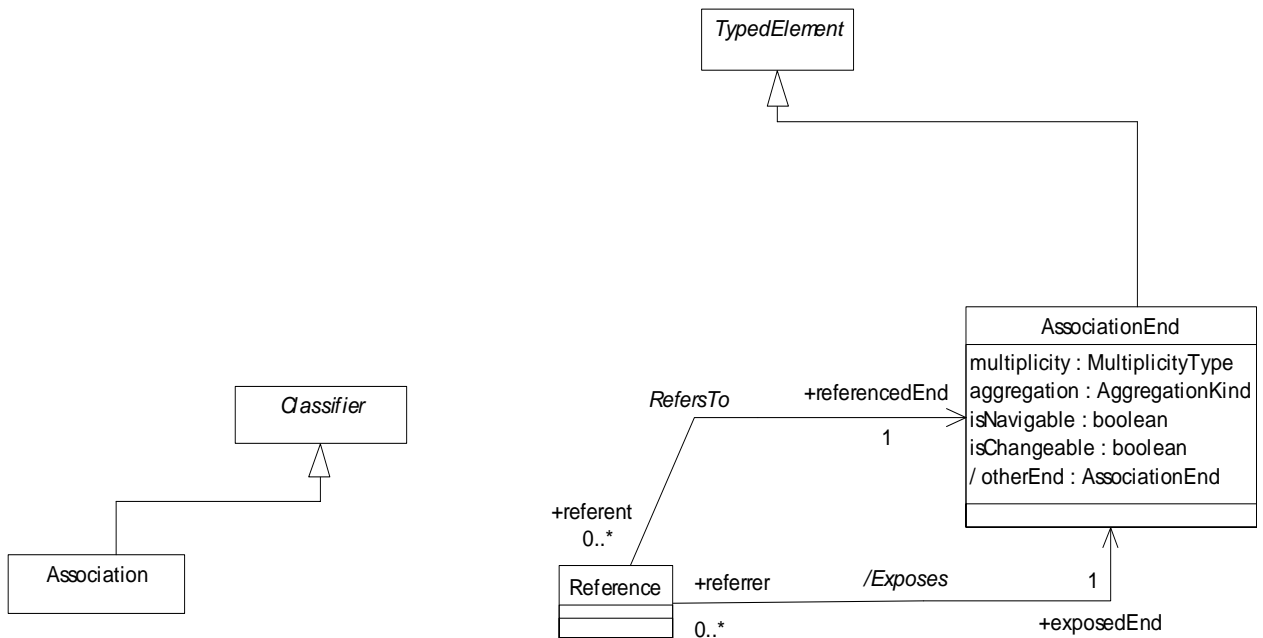 TypedElement
AssociationEnd
multiplicity : MultiplicityType
aggregation : AggregationKind
isNavigable : boolean
isChangeable : boolean
/ otherEnd : AssociationEnd
Classifier
RefersTo
+referencedEnd
1
+referent
0..*
Association
Reference
+referrer
/Exposes
1
0..*
+exposedEnd